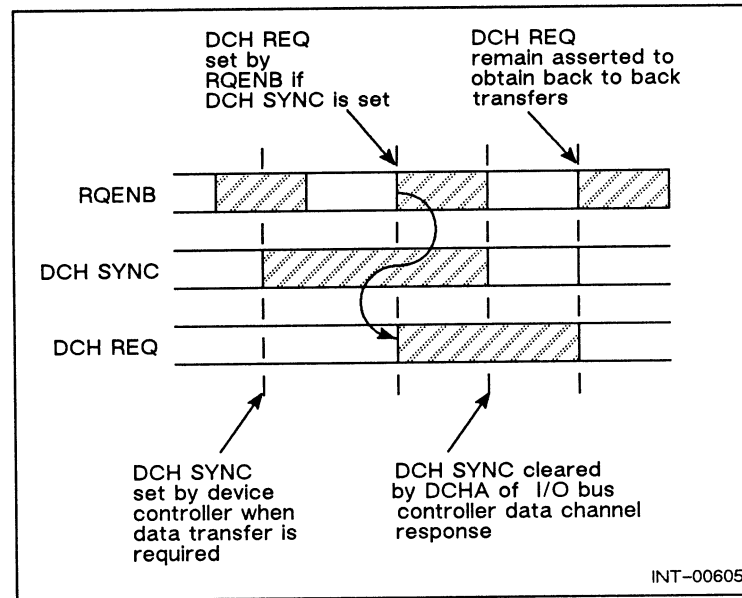 DCH REQ
set by
RQENB if
DCH SYNC is set
DCH REQ
remain asserted to
obtain back to back
transfers
RQENB
DCH SYNC
DCH REQ
DCH SYNC
set by device
controller when
data transfer is
required
DCH SYNC cleared
by DCHA of I/O bus
controller data channel
response
INT-00605